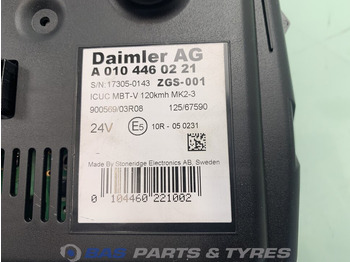 Daimler AG
A 010 446 02 21
S/N:17305-0143 ZGS-001
ICUC MBT-V 120kmh MK2-3
900569/03R08 125/67590
24V E5 10R - 05 0231
Made By Stoneridge Electronics AB, Sweden
0 104460 221002
PARTS & TYRES